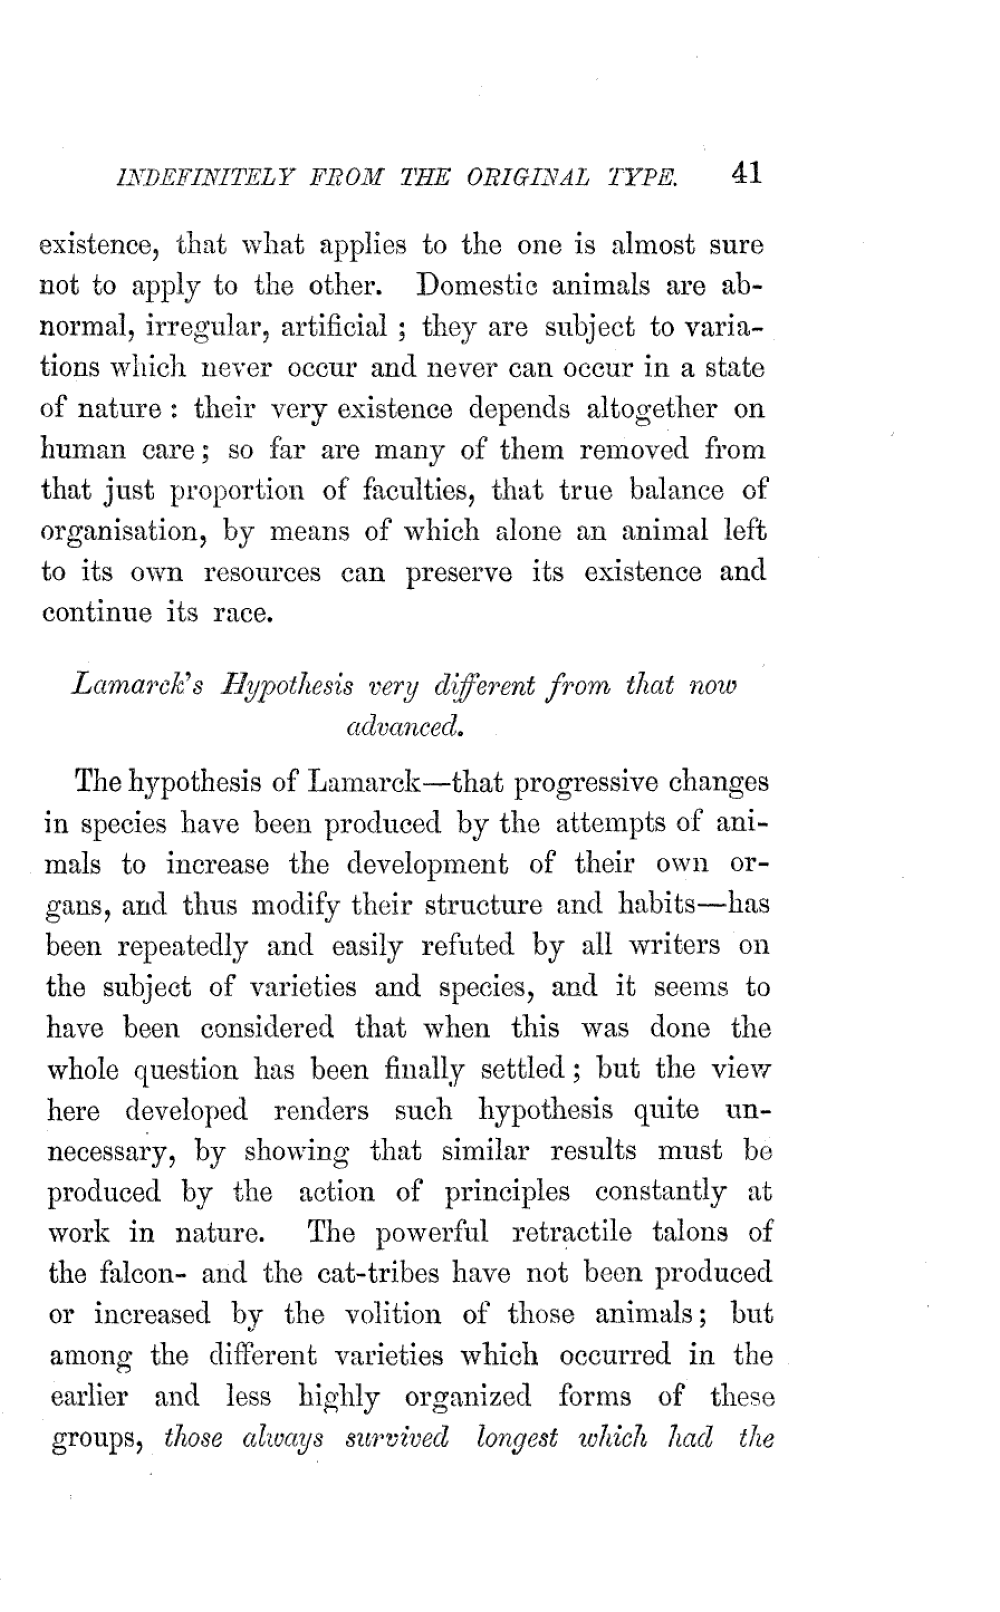 INDEFINITELY FROM THE ORIGINAL TYPE. 41
existence, that what applies to the one is almost sure
not to apply to the other. Domestic animals are ab-
normal, irregular, artificial ; they are subject to varia-
tions which never occur and never can occur in a state
of nature : their very existence depends altogether on
human care ; so far are many of them removed from
that just proportion of faculties, that true balance of
organisation, by means of which alone an animal left
to its own resources can preserve its existence and
continue its race.
Lamarck's Hypothesis very different from that now
advanced.
The hypothesis of Lamarck—that progressive changes
in species have been produced by the attempts of ani-
mals to increase the development of their own or-
gans, and thus modify their structure and habits—has
been repeatedly and easily refuted by all writers on
the subject of varieties and species, and it seems to
have been considered that when this was done the
whole question has been finally settled ; but the view
here developed renders such hypothesis quite un-
necessary, by showing that similar results must be
produced by the action of principles constantly at
work in nature. The powerful retractile talons of
the falcon- and the cat-tribes have not been produced
or increased by the volition of those animals ; but
among the different varieties which occurred in the
earlier and less highly organized forms of these
groups, those always survived longest which had the